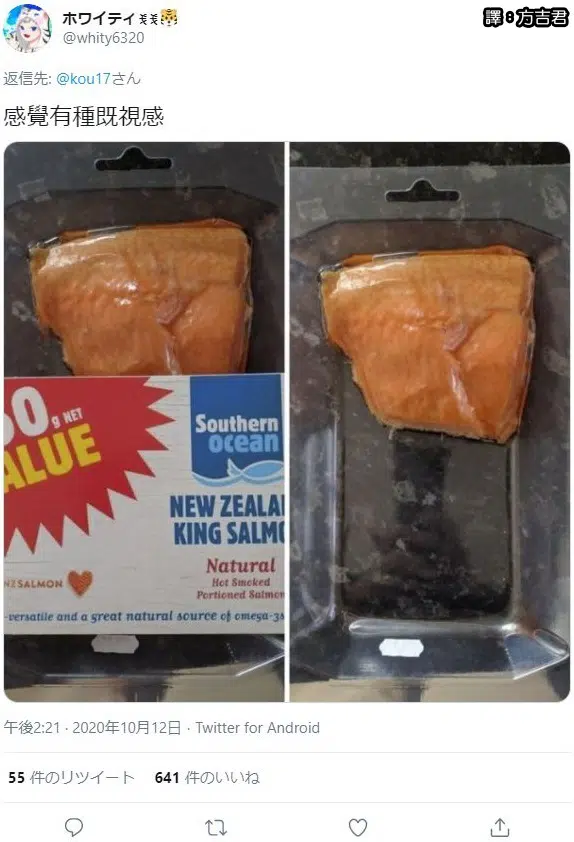 ホワイティ🐯
@whity6320
譯●方吉君
返信先: @kou17さん
感覺有種既視感
50g NET
ALUE
Southern
ocean
NEW ZEALA
KING SALMO
Natural
Hot Smoked
Portioned Salmon
NZ SALMON
versatile and a great natural source of omega-3s
午後2:21 · 2020年10月12日 · Twitter for Android
55 件のリツイート 641 件のいいね